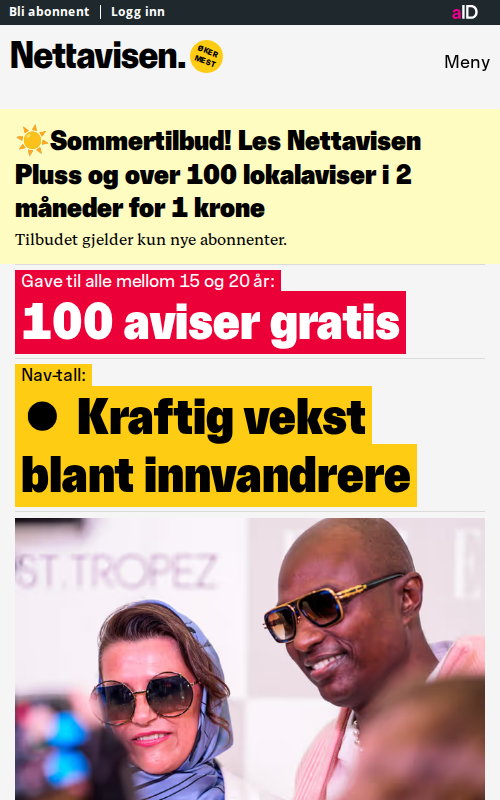 Bli abonnent | Logg inn
aID
Nettavisen.
ØKER
MEST
Meny
☀️Sommertilbud! Les Nettavisen
Pluss og over 100 lokalaviser i 2
måneder for 1 krone
Tilbudet gjelder kun nye abonnenter.
Gave til alle mellom 15 og 20 år:
100 aviser gratis
Nav-tall:
● Kraftig vekst
blant innvandrere
ST.TROPEZ